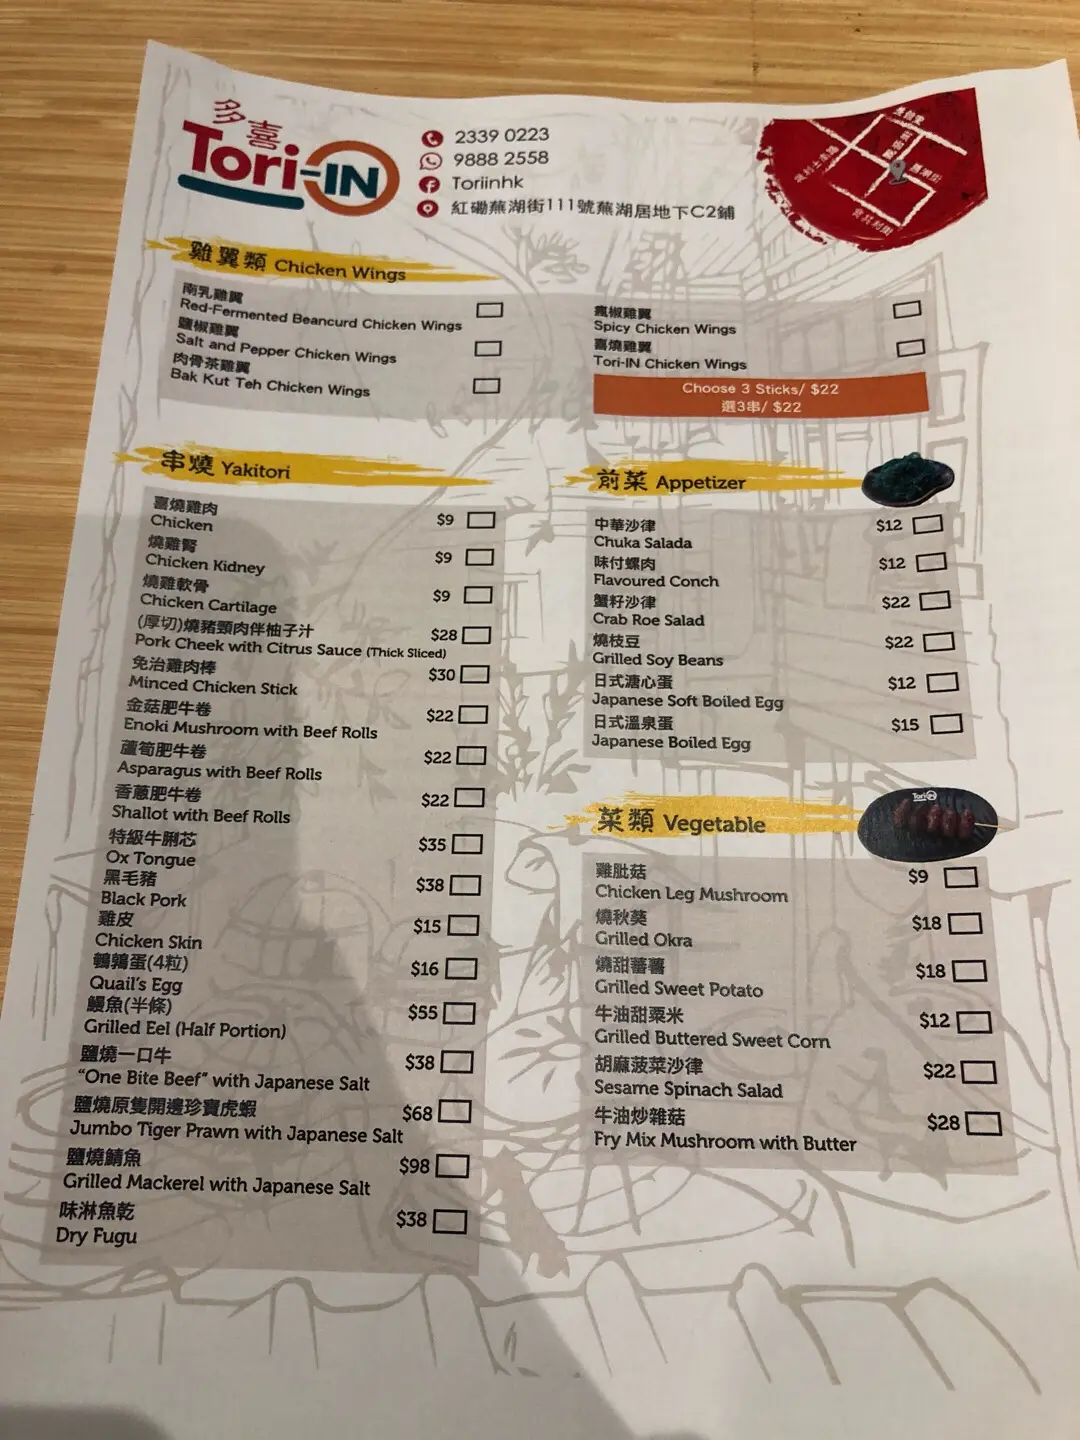 多喜
Tori-IN
2339 0223
9888 2558
Toriinhk
紅磡蕪湖街111號蕪湖居地下C2鋪
蕪湖街
雞翼類 Chicken Wings
南乳雞翼
Red-Fermented Beancurd Chicken Wings
鹽椒雞翼
Salt and Pepper Chicken Wings
肉骨茶雞翼
Bak Kut Teh Chicken Wings
瘋椒雞翼
Spicy Chicken Wings
喜燒雞翼
Tori-IN Chicken Wings
Choose 3 Sticks/ $22
選3串/ $22
串燒 Yakitori
喜燒雞肉
Chicken $9
燒雞腎
Chicken Kidney $9
燒雞軟骨
Chicken Cartilage $9
(厚切)燒豬頸肉伴柚子汁
Pork Cheek with Citrus Sauce (Thick Sliced) $28
免治雞肉棒
Minced Chicken Stick $30
金菇肥牛卷
Enoki Mushroom with Beef Rolls $22
蘆筍肥牛卷
Asparagus with Beef Rolls $22
香蔥肥牛卷
Shallot with Beef Rolls $22
特級牛脷芯
Ox Tongue $35
黑毛豬
Black Pork $38
雞皮
Chicken Skin $15
鵪鶉蛋(4粒)
Quail's Egg $16
鰻魚(半條)
Grilled Eel (Half Portion) $55
鹽燒一口牛
“One Bite Beef” with Japanese Salt $38
鹽燒原隻開邊珍寶虎蝦
Jumbo Tiger Prawn with Japanese Salt $68
鹽燒鯖魚
Grilled Mackerel with Japanese Salt $98
味淋魚乾
Dry Fugu $38
前菜 Appetizer
中華沙律
Chuka Salada $12
味付螺肉
Flavoured Conch $12
蟹籽沙律
Crab Roe Salad $22
燒枝豆
Grilled Soy Beans $22
日式溏心蛋
Japanese Soft Boiled Egg $12
日式溫泉蛋
Japanese Boiled Egg $15
菜類 Vegetable
Tori-IN
雞肶菇
Chicken Leg Mushroom $9
燒秋葵
Grilled Okra $18
燒甜蕃薯
Grilled Sweet Potato $18
牛油甜粟米
Grilled Buttered Sweet Corn $12
胡麻菠菜沙律
Sesame Spinach Salad $22
牛油炒雜菇
Fry Mix Mushroom with Butter $28